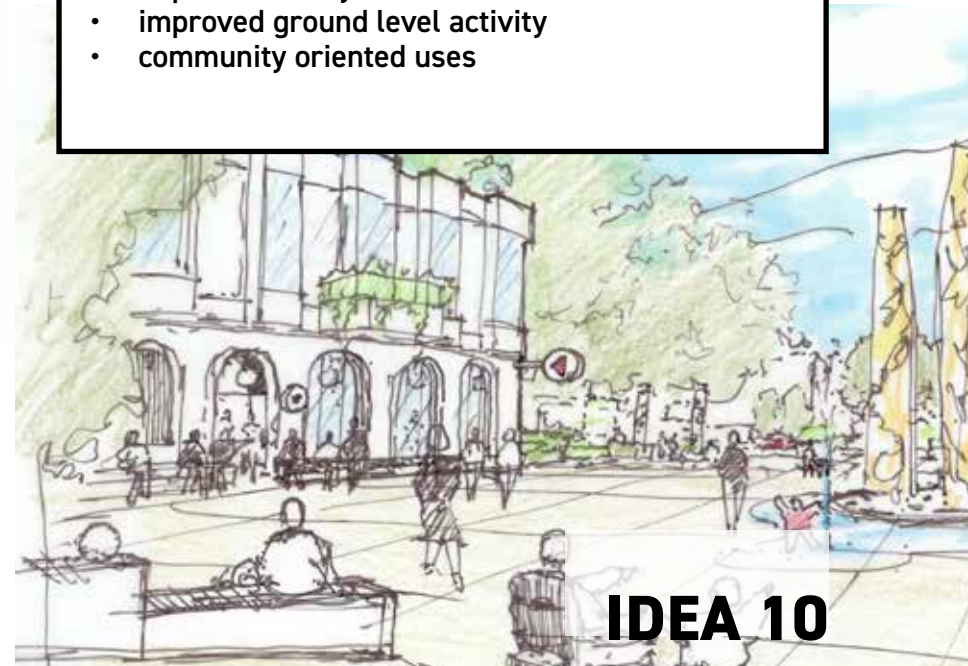 • improved ground level activity
• community oriented uses
IDEA 10